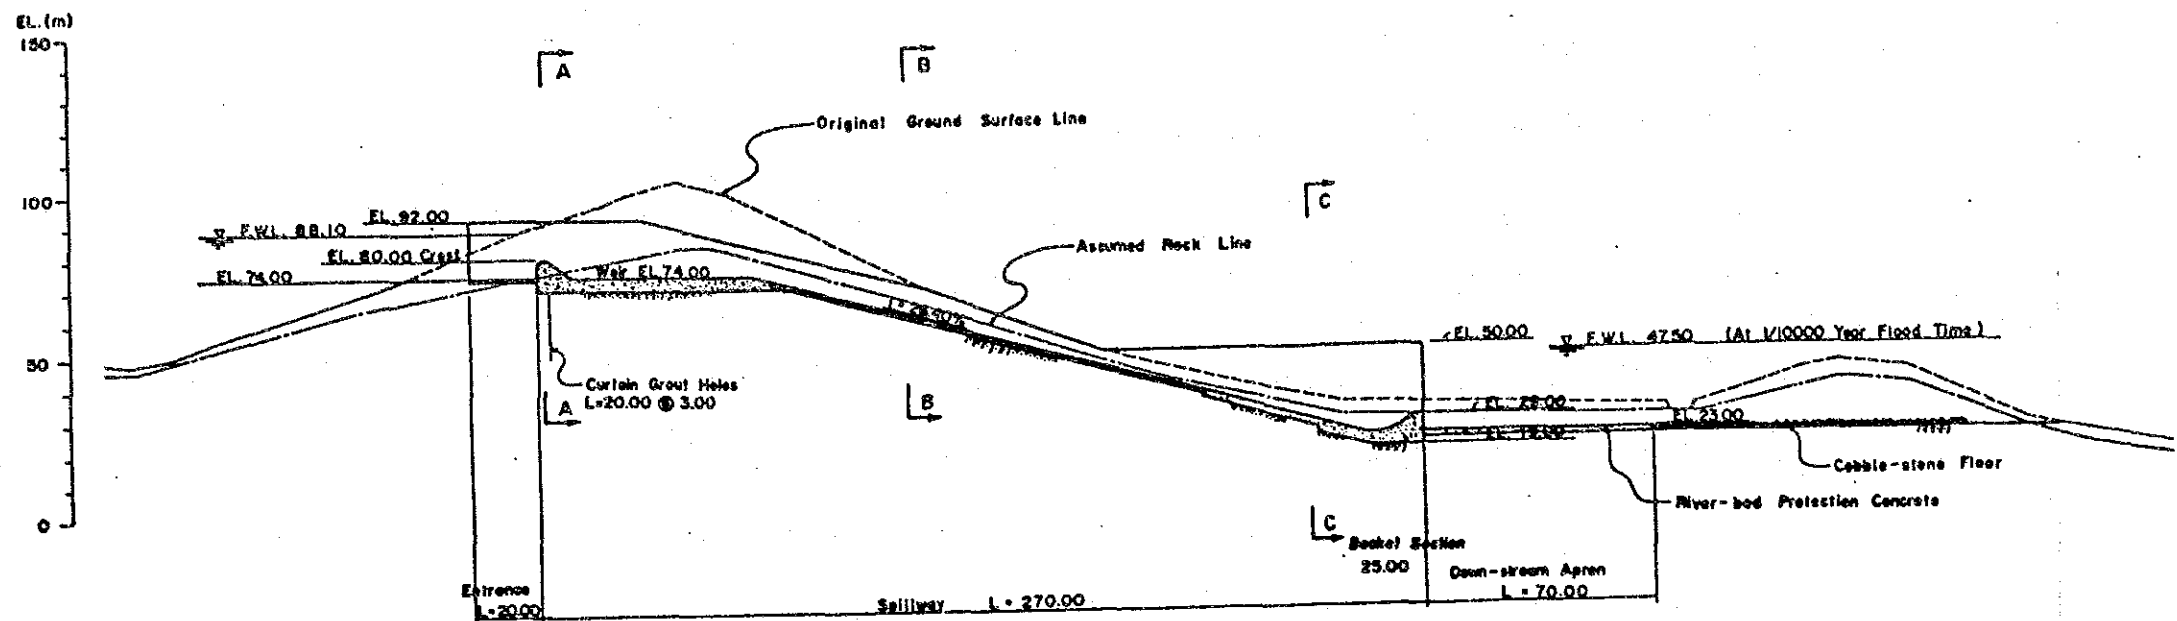 EL.(m)
150
A
B
Original Ground Surface Line
C
100
EL. 92.00
F.W.L. 88.10
Assumed Rock Line
EL. 80.00 Crest
EL. 74.00
Weir EL. 74.00
EL. 50.00
F.W.L. 47.50 (At 1/10000 Year Flood Time)
50
Curtain Grout Holes
L=20.00 @ 3.00
A
B
EL. 28.00
EL. 23.00
Cobble-stone Floor
River-bed Protection Concrete
0
C
Bucket Section
25.00
Down-stream Apron
L = 70.00
Entrance
L=20.00
Spillway L = 270.00